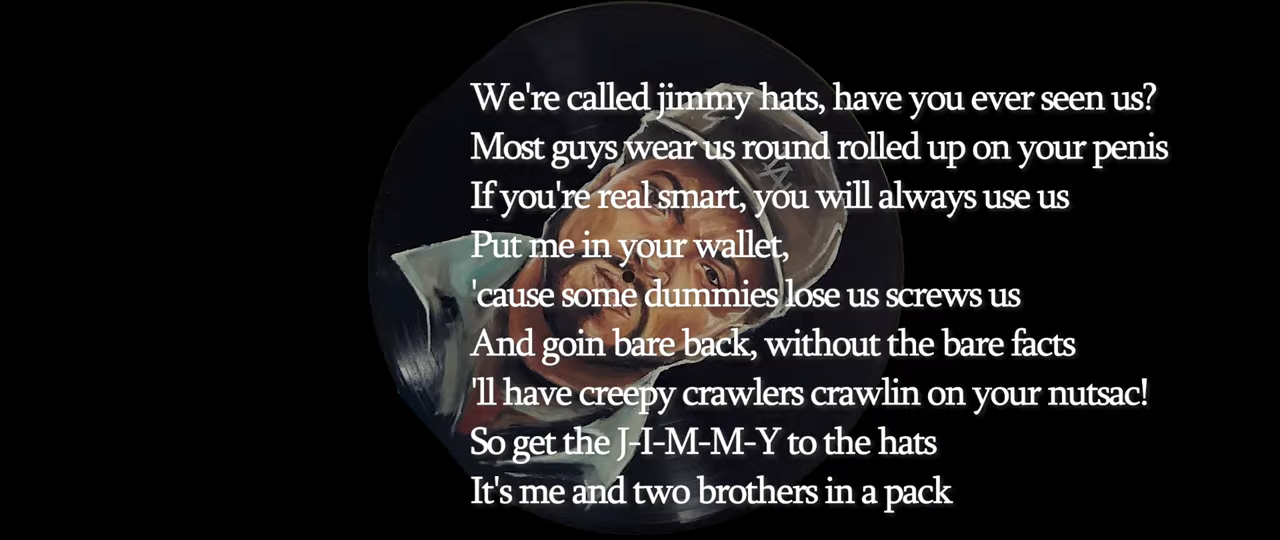 We're called jimmy hats, have you ever seen us?
Most guys wear us round rolled up on your penis
If you're real smart, you will always use us
Put me in your wallet,
'cause some dummies lose us screws us
And goin bare back, without the bare facts
'll have creepy crawlers crawlin on your nutsac!
So get the J-I-M-M-Y to the hats
It's me and two brothers in a pack